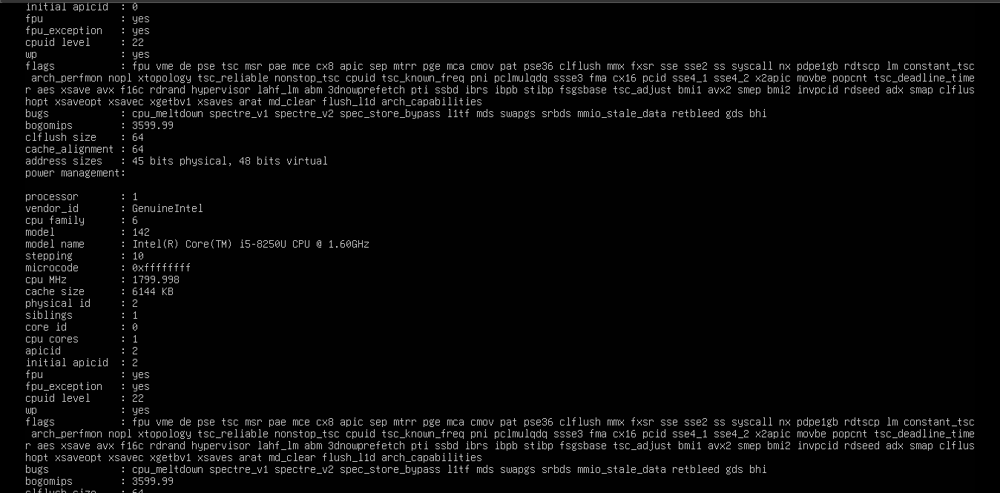 initial apicid  : 0
fpu             : yes
fpu_exception   : yes
cpuid level     : 22
wp              : yes
flags           : fpu vme de pse tsc msr pae mce cx8 apic sep mtrr pge mca cmov pat pse36 clflush mmx fxsr sse sse2 ss syscall nx pdpe1gb rdtscp lm constant_tsc
 arch_perfmon nopl xtopology tsc_reliable nonstop_tsc cpuid tsc_known_freq pni pclmulqdq ssse3 fma cx16 pcid sse4_1 sse4_2 x2apic movbe popcnt tsc_deadline_time
r aes xsave avx f16c rdrand hypervisor lahf_lm abm 3dnowprefetch pti ssbd ibrs ibpb stibp fsgsbase tsc_adjust bmi1 avx2 smep bmi2 invpcid rdseed adx smap clflus
hopt xsaveopt xsavec xgetbv1 xsaves arat md_clear flush_l1d arch_capabilities
bugs            : cpu_meltdown spectre_v1 spectre_v2 spec_store_bypass l1tf mds swapgs srbds mmio_stale_data retbleed gds bhi
bogomips        : 3599.99
clflush size    : 64
cache_alignment : 64
address sizes   : 45 bits physical, 48 bits virtual
power management:

processor       : 1
vendor_id       : GenuineIntel
cpu family      : 6
model           : 142
model name      : Intel(R) Core(TM) i5-8250U CPU @ 1.60GHz
stepping        : 10
microcode       : 0xffffffff
cpu MHz         : 1799.998
cache size      : 6144 KB
physical id     : 2
siblings        : 1
core id         : 0
cpu cores       : 1
apicid          : 2
initial apicid  : 2
fpu             : yes
fpu_exception   : yes
cpuid level     : 22
wp              : yes
flags           : fpu vme de pse tsc msr pae mce cx8 apic sep mtrr pge mca cmov pat pse36 clflush mmx fxsr sse sse2 ss syscall nx pdpe1gb rdtscp lm constant_tsc
 arch_perfmon nopl xtopology tsc_reliable nonstop_tsc cpuid tsc_known_freq pni pclmulqdq ssse3 fma cx16 pcid sse4_1 sse4_2 x2apic movbe popcnt tsc_deadline_time
r aes xsave avx f16c rdrand hypervisor lahf_lm abm 3dnowprefetch pti ssbd ibrs ibpb stibp fsgsbase tsc_adjust bmi1 avx2 smep bmi2 invpcid rdseed adx smap clflus
hopt xsaveopt xsavec xgetbv1 xsaves arat md_clear flush_l1d arch_capabilities
bugs            : cpu_meltdown spectre_v1 spectre_v2 spec_store_bypass l1tf mds swapgs srbds mmio_stale_data retbleed gds bhi
bogomips        : 3599.99
clflush size    : 64